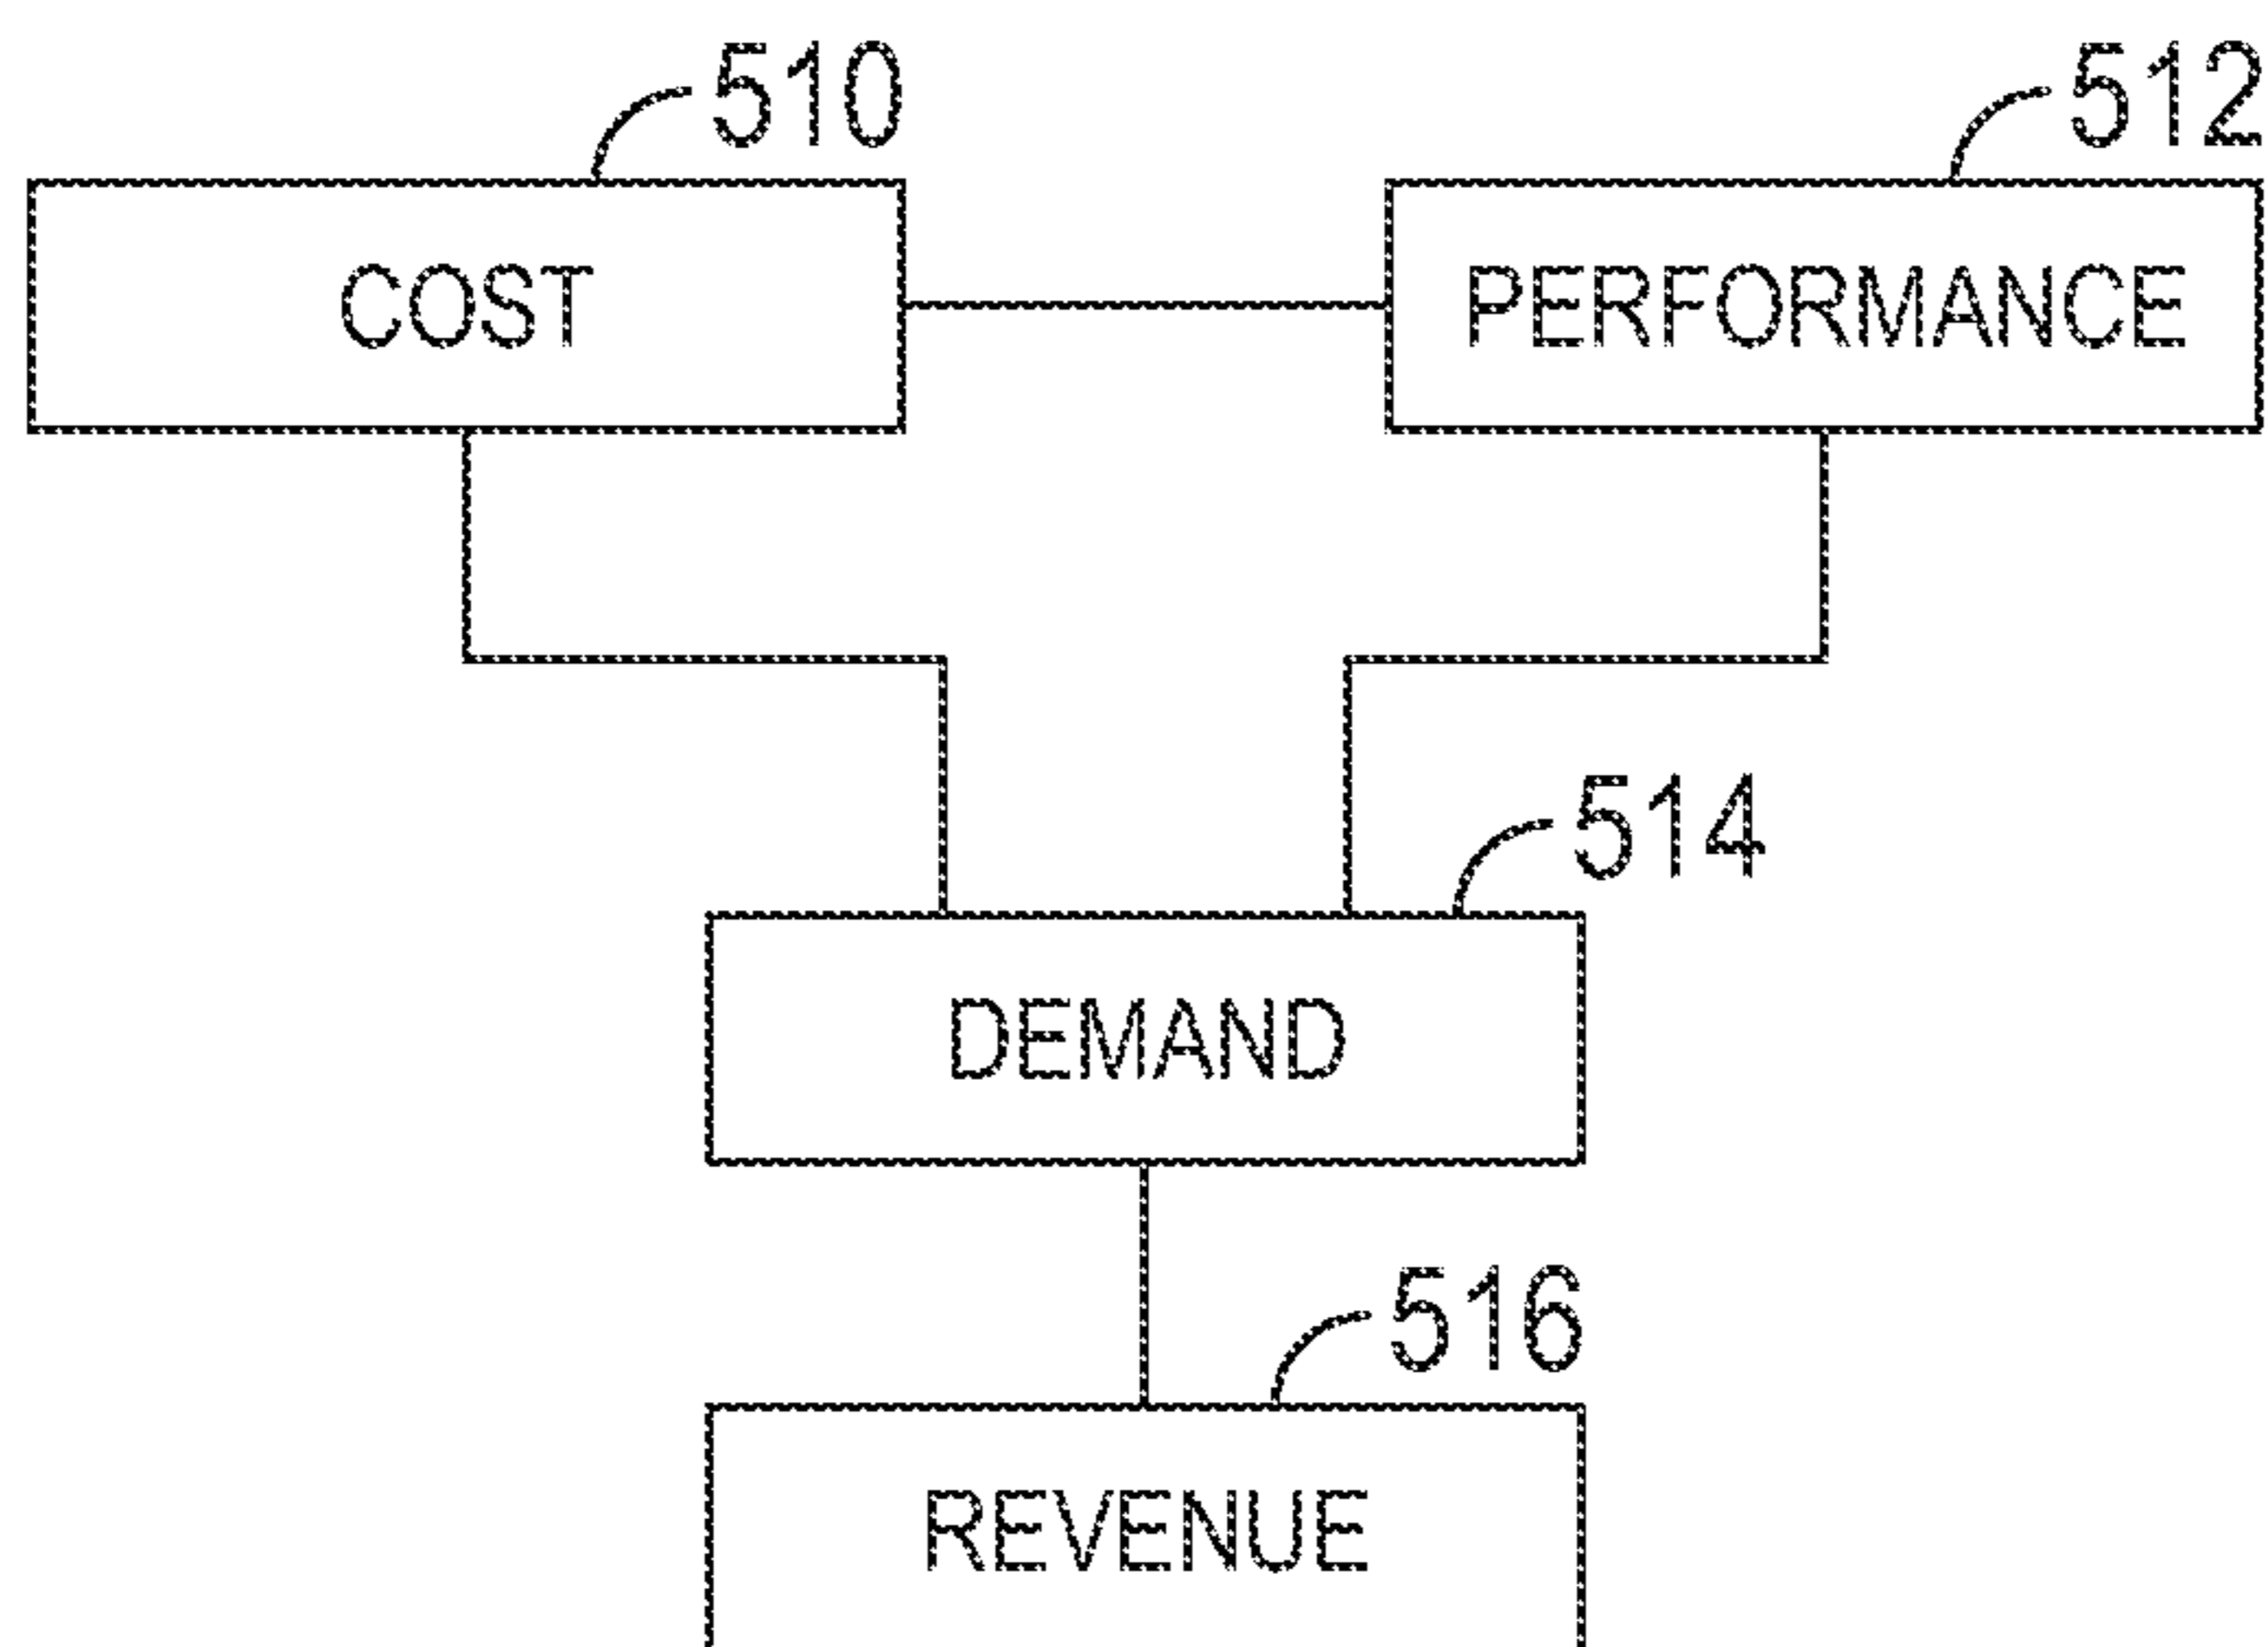 510
512
COST
PERFORMANCE
514
DEMAND
516
REVENUE